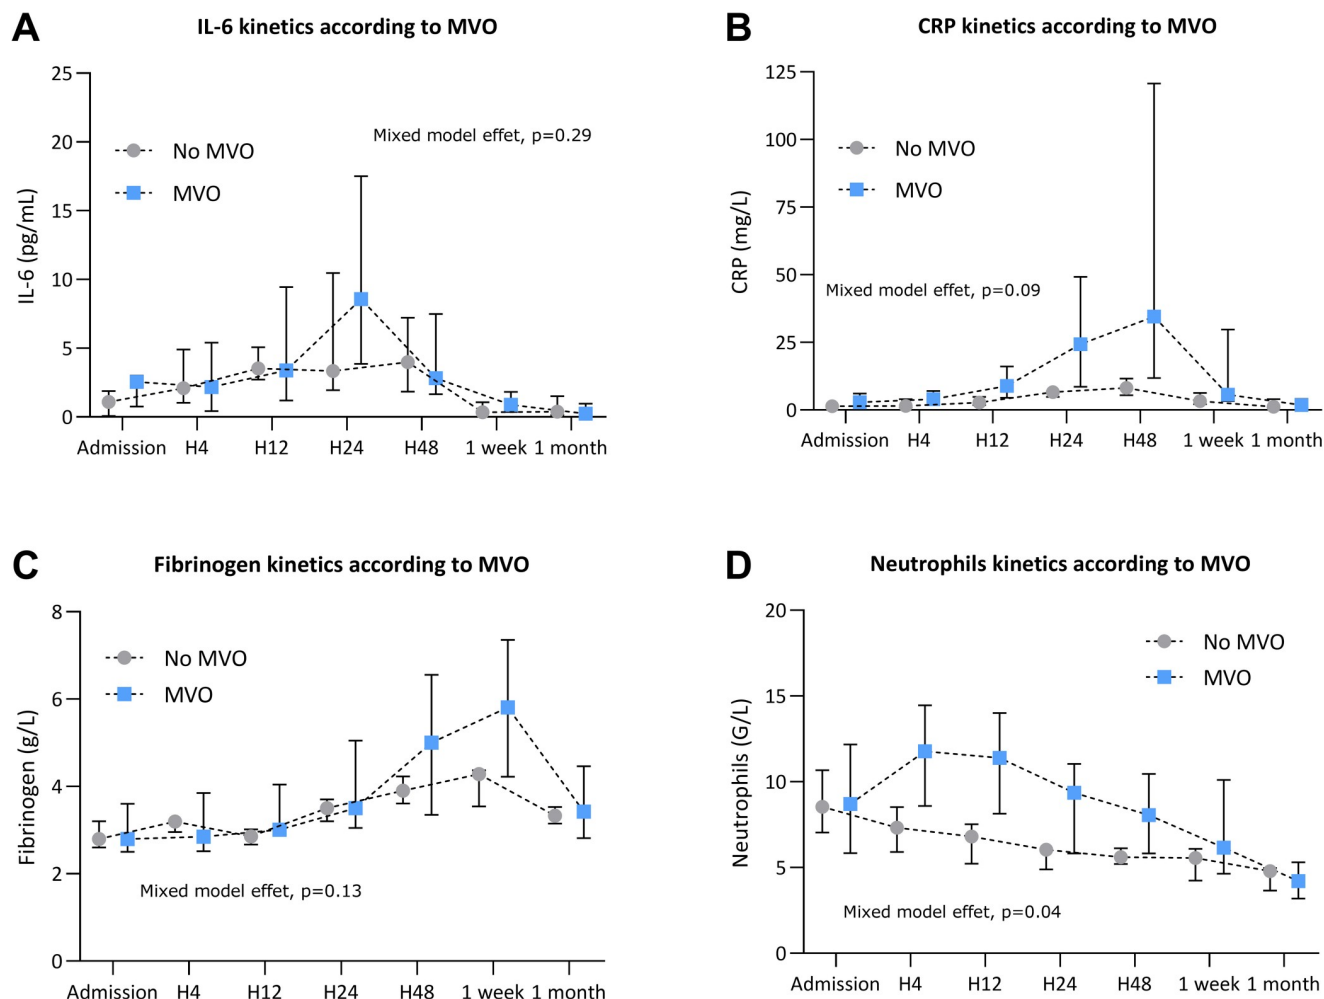 A
IL-6 kinetics according to MVO
25
20
15
10
5
0
IL-6 (pg/mL)
No MVO
MVO
Mixed model effet, p=0.29
Admission H4 H12 H24 H48 1 week 1 month
B
CRP kinetics according to MVO
125
100
75
50
25
0
CRP (mg/L)
No MVO
MVO
Mixed model effet, p=0.09
Admission H4 H12 H24 H48 1 week 1 month
C
Fibrinogen kinetics according to MVO
8
6
4
2
0
Fibrinogen (g/L)
No MVO
MVO
Mixed model effet, p=0.13
Admission H4 H12 H24 H48 1 week 1 month
D
Neutrophils kinetics according to MVO
20
15
10
5
0
Neutrophils (G/L)
No MVO
MVO
Mixed model effet, p=0.04
Admission H4 H12 H24 H48 1 week 1 month